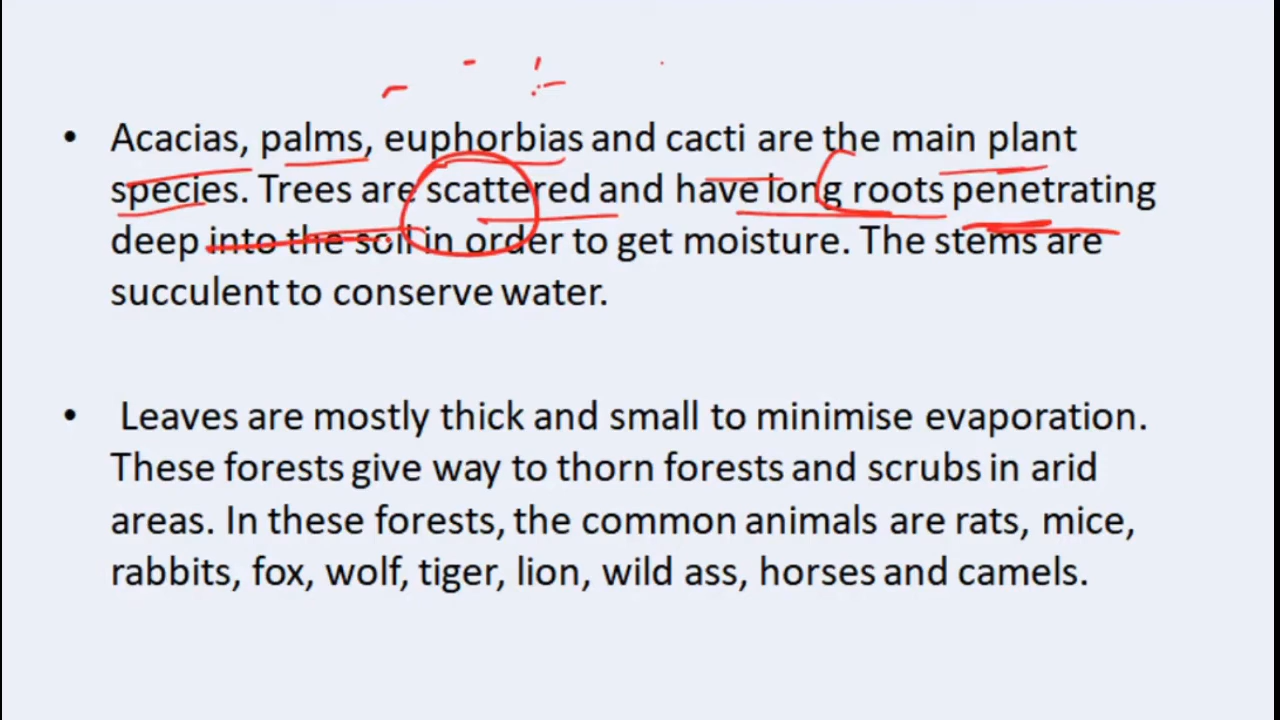 • Acacias, palms, euphorbias and cacti are the main plant
species. Trees are scattered and have long roots penetrating
deep into the soil in order to get moisture. The stems are
succulent to conserve water.
• Leaves are mostly thick and small to minimise evaporation.
These forests give way to thorn forests and scrubs in arid
areas. In these forests, the common animals are rats, mice,
rabbits, fox, wolf, tiger, lion, wild ass, horses and camels.